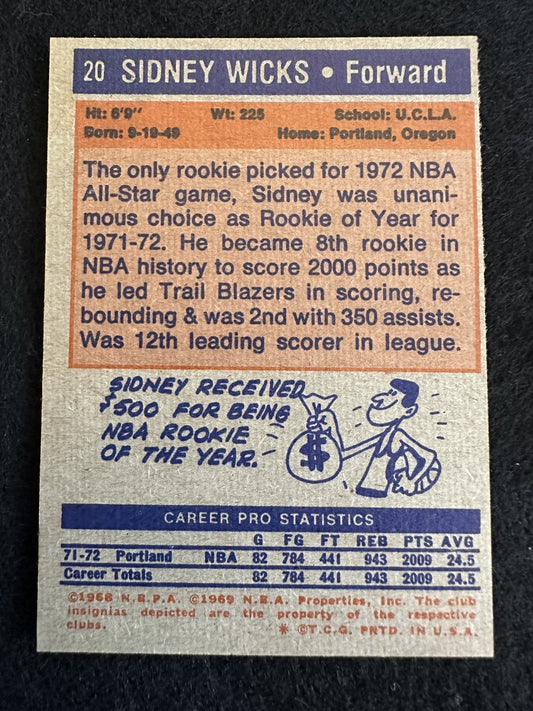 20 SIDNEY WICKS • Forward
Ht: 6'9" Wt: 225 School: U.C.L.A.
Born: 9-19-49 Home: Portland, Oregon
The only rookie picked for 1972 NBA
All-Star game, Sidney was unani-
mous choice as Rookie of Year for
1971-72. He became 8th rookie in
NBA history to score 2000 points as
he led Trail Blazers in scoring, re-
bounding & was 2nd with 350 assists.
Was 12th leading scorer in league.
SIDNEY RECEIVED
$500 FOR BEING
NBA ROOKIE
OF THE YEAR.
$
CAREER PRO STATISTICS
G FG FT REB PTS AVG
71-72 Portland NBA 82 784 441 943 2009 24.5
Career Totals 82 784 441 943 2009 24.5
©1968 N.B.P.A. ©1969 N.B.A. Properties, Inc. The club
insignias depicted are the property of the respective
clubs. * ©T.C.G. PRTD. IN U.S.A.